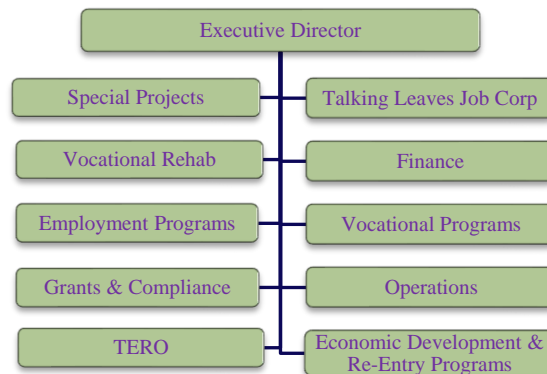 Executive Director
Special Projects
Talking Leaves Job Corp
Vocational Rehab
Finance
Employment Programs
Vocational Programs
Grants & Compliance
Operations
TERO
Economic Development &
Re-Entry Programs